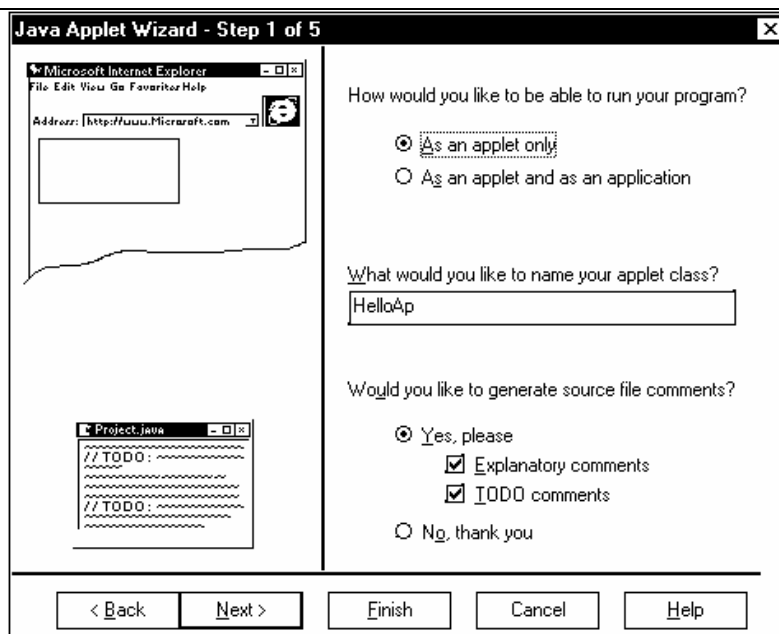 Java Applet Wizard - Step 1 of 5
Microsoft Internet Explorer
File Edit View Go Favorites Help
Address: http://www.Microsoft.com
How would you like to be able to run your program?
As an applet only
As an applet and as an application
What would you like to name your applet class?
HelloAp
Would you like to generate source file comments?
Yes, please
Explanatory comments
TODO comments
No, thank you
Project.java
// TODO:
// TODO:
< Back
Next >
Finish
Cancel
Help